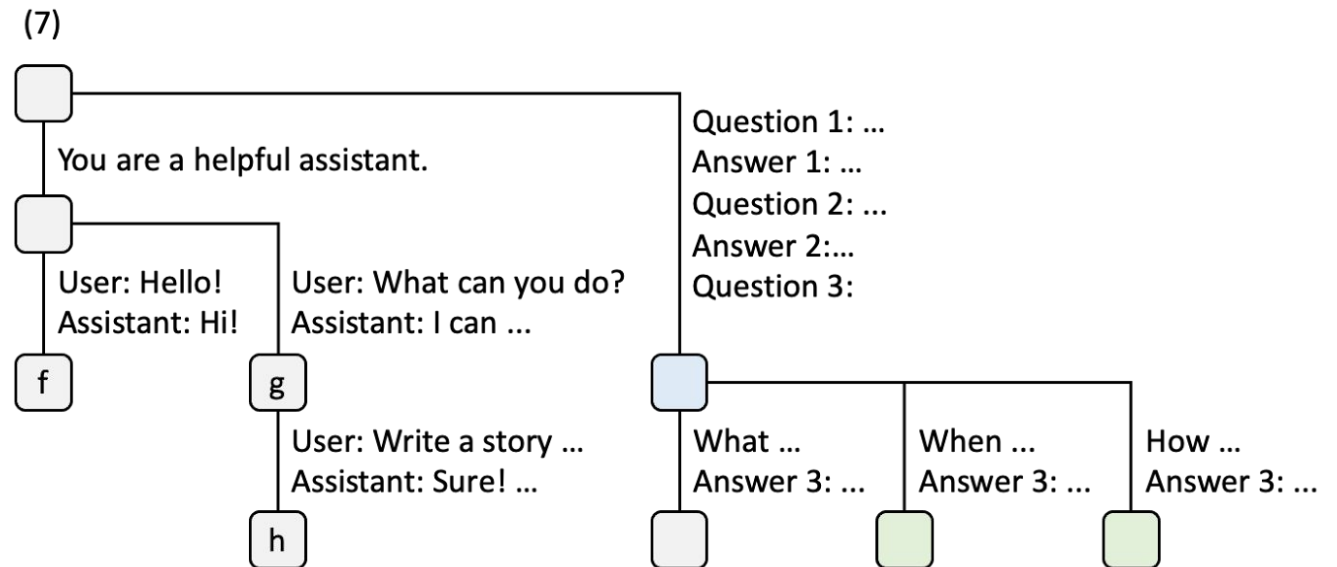 (7)
You are a helpful assistant.
Question 1: ...
Answer 1: ...
Question 2: ...
Answer 2:...
Question 3:
User: Hello!
Assistant: Hi!
User: What can you do?
Assistant: I can ...
f
g
User: Write a story ...
Assistant: Sure! ...
What ...
Answer 3: ...
When ...
Answer 3: ...
How ...
Answer 3: ...
h